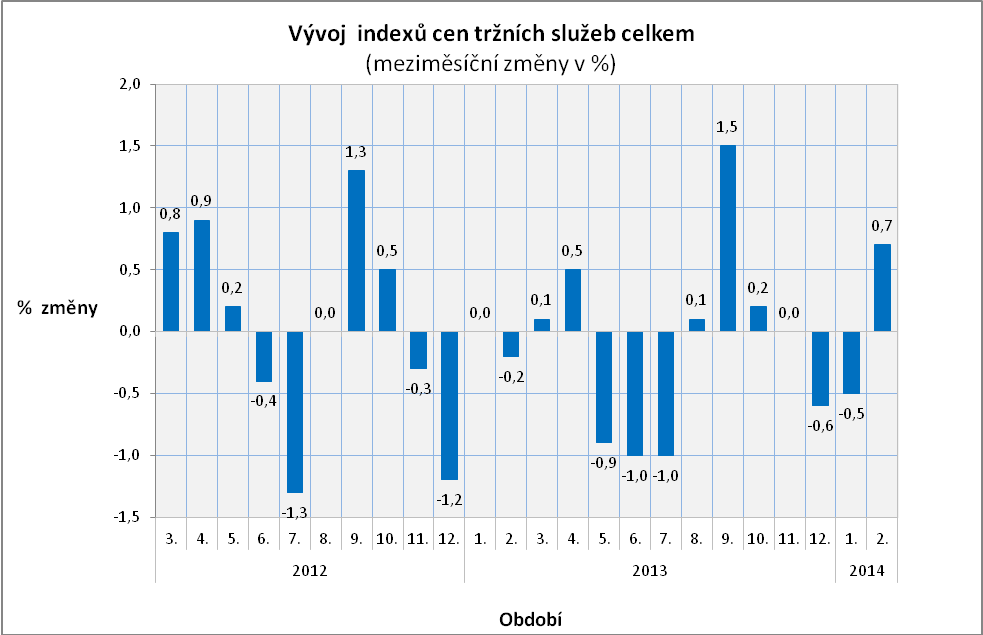 Vývoj indexů cen tržních služeb celkem
(meziměsíční změny v %)
% změny
2,0
1,5
1,0
0,5
0,0
-0,5
-1,0
-1,5
0,8 0,9 0,2 -0,4 -1,3 0,0 1,3 0,5 -0,3 -1,2 0,0 -0,2 0,1 0,5 -0,9 -1,0 -1,0 0,1 1,5 0,2 0,0 -0,6 -0,5 0,7
3. 4. 5. 6. 7. 8. 9. 10. 11. 12. 1. 2. 3. 4. 5. 6. 7. 8. 9. 10. 11. 12. 1. 2.
2012 2013 2014
Období